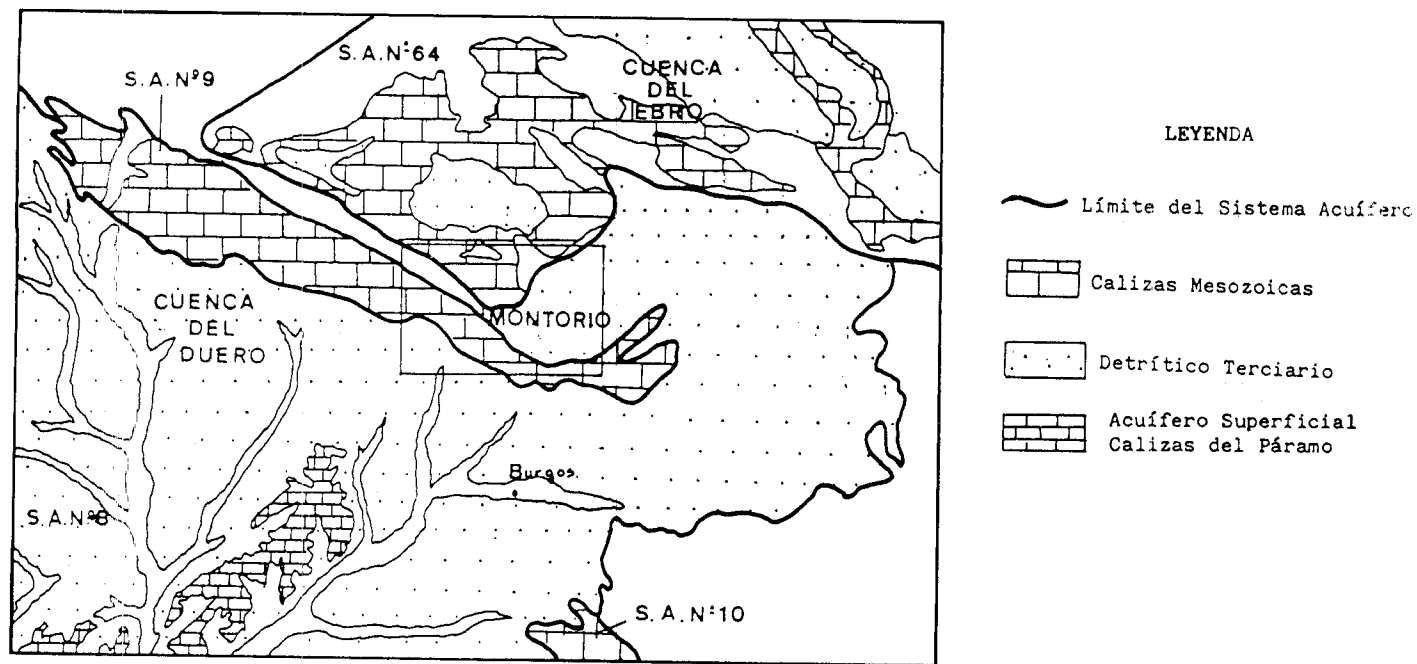 S.A.Nº9
S.A.Nº64
CUENCA
DEL
EBRO
CUENCA
DEL
DUERO
MONTORIO
Burgos
S.A.Nº8
S.A.Nº10
LEYENDA
Límite del Sistema Acuífero
Calizas Mesozoicas
Detrítico Terciario
Acuífero Superficial
Calizas del Páramo